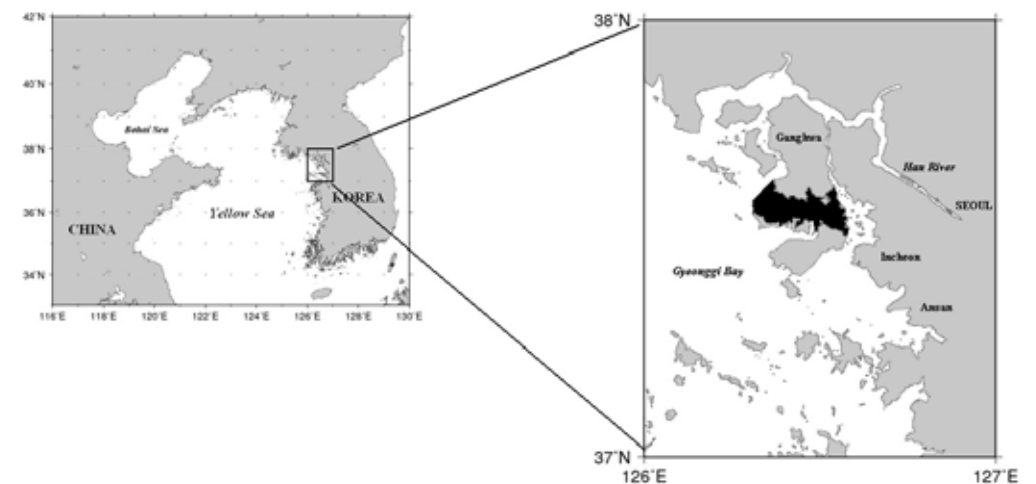 42°N
40°N
38°N
36°N
34°N
116°E 118°E 120°E 122°E 124°E 126°E 128°E 130°E
Bohai Sea
Yellow Sea
KOREA
CHINA
38°N
37°N
126°E
127°E
Ganghwa
Han River
SEOUL
Incheon
Gyeonggi Bay
Ansan